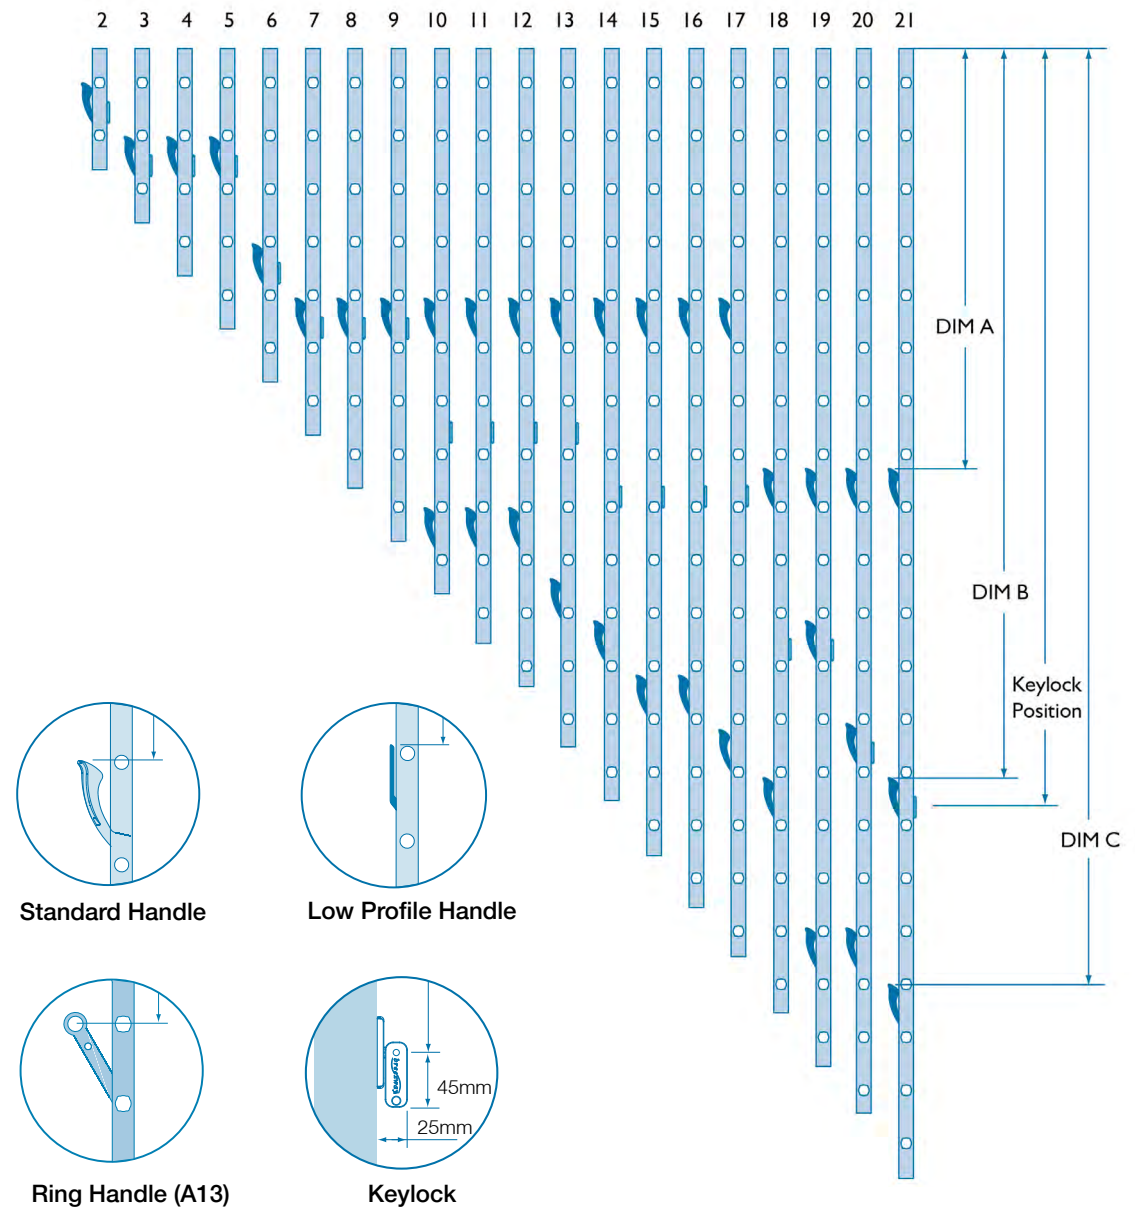 2 3 4 5 6 7 8 9 10 11 12 13 14 15 16 17 18 19 20 21
DIM A
DIM B
Keylock
Position
DIM C
Standard Handle
Low Profile Handle
45mm
25mm
Ring Handle (A13)
Keylock